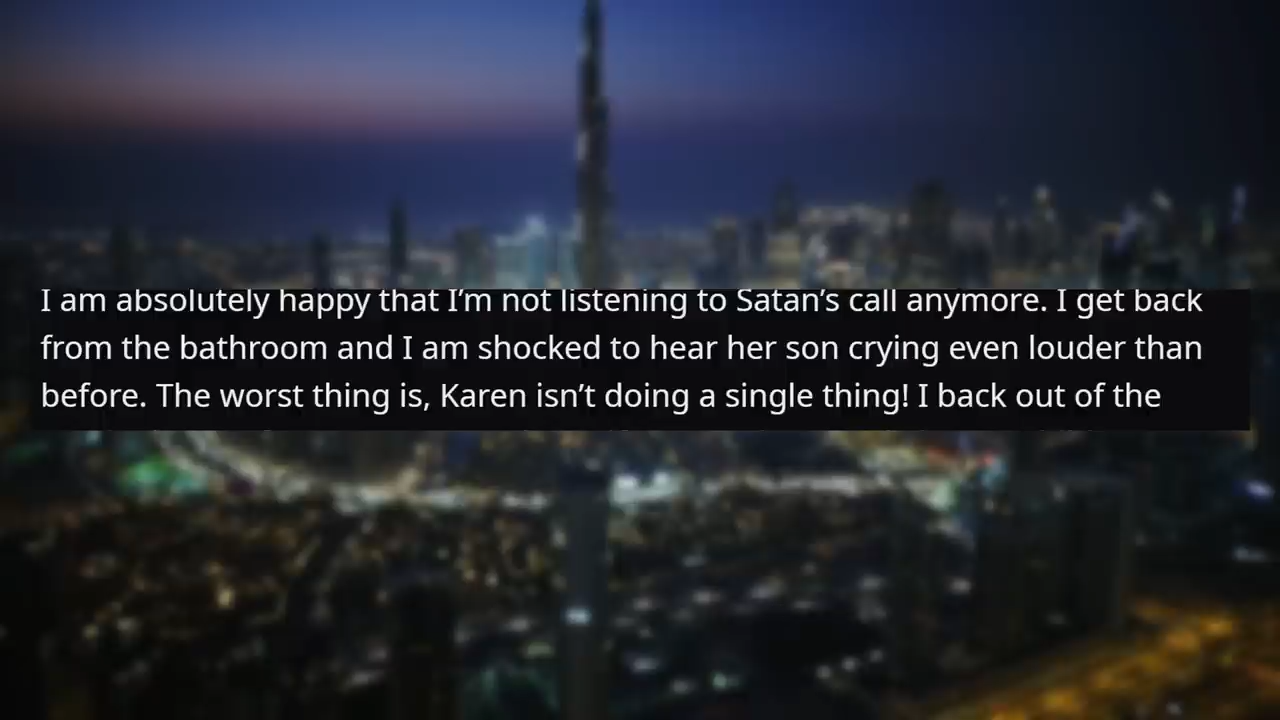 I am absolutely happy that I’m not listening to Satan’s call anymore. I get back
from the bathroom and I am shocked to hear her son crying even louder than
before. The worst thing is, Karen isn’t doing a single thing! I back out of the